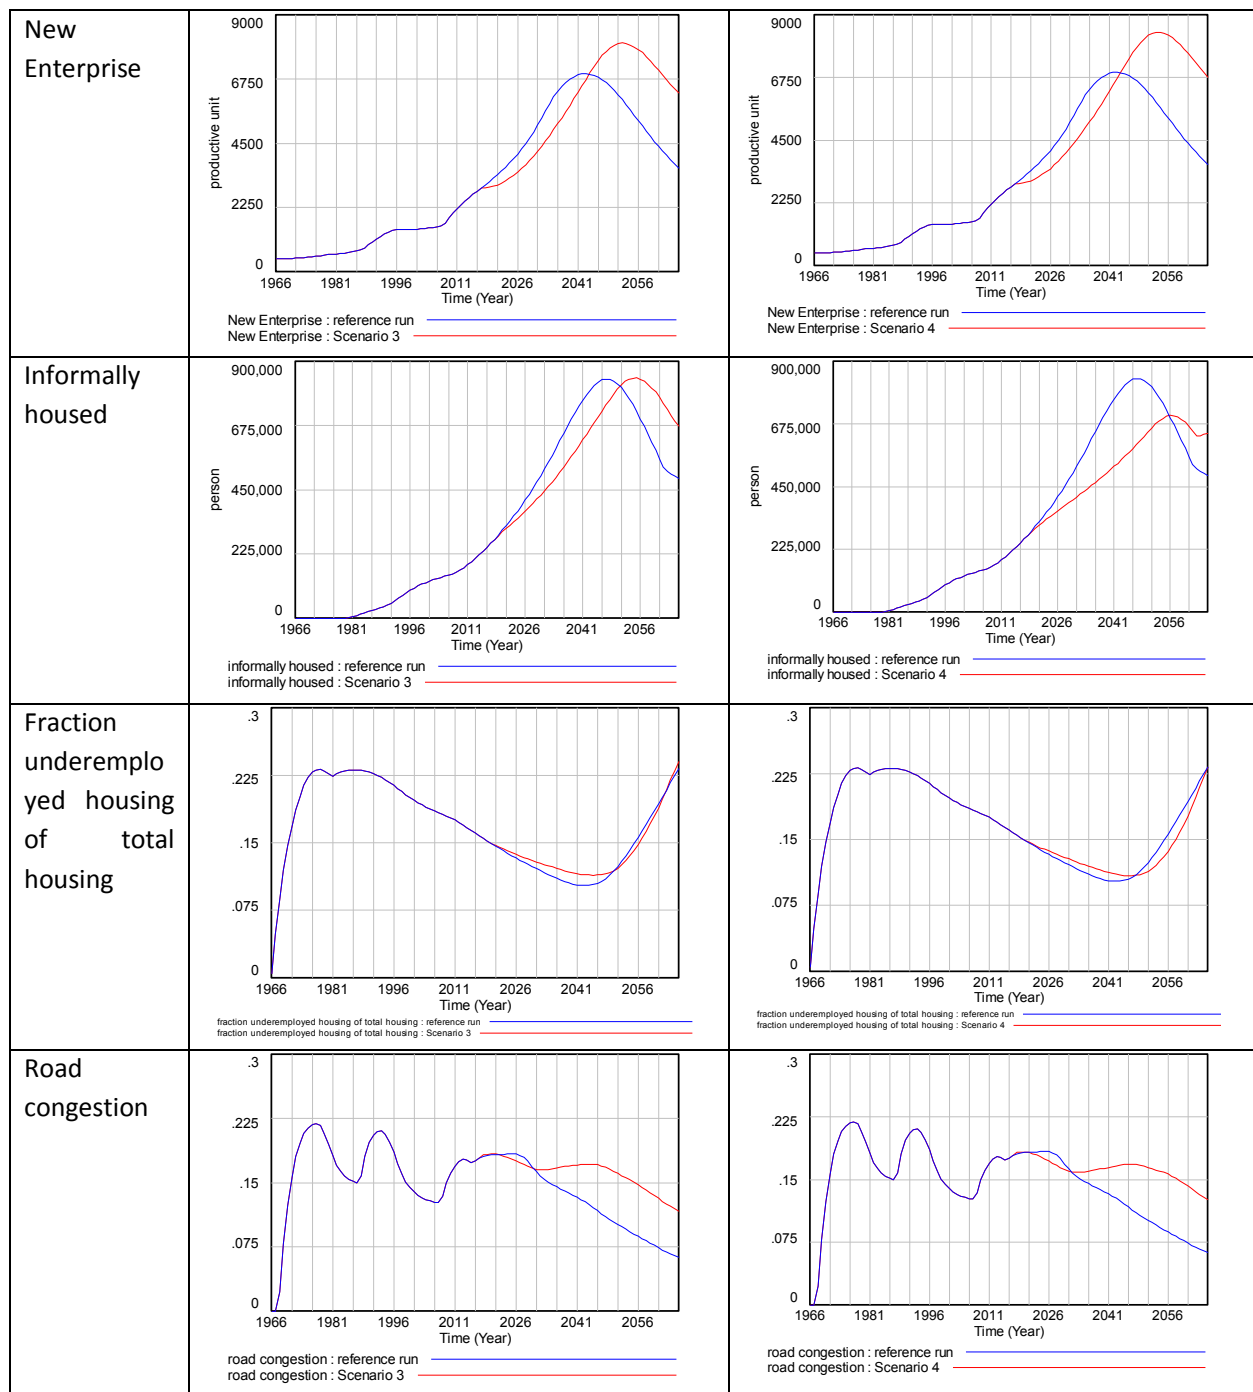 New
Enterprise
productive unit
9000
6750
4500
2250
0
1966 1981 1996 2011 2026 2041 2056
Time (Year)
New Enterprise : reference run
New Enterprise : Scenario 3
productive unit
9000
6750
4500
2250
0
1966 1981 1996 2011 2026 2041 2056
Time (Year)
New Enterprise : reference run
New Enterprise : Scenario 4
Informally
housed
person
900,000
675,000
450,000
225,000
0
1966 1981 1996 2011 2026 2041 2056
Time (Year)
informally housed : reference run
informally housed : Scenario 3
person
900,000
675,000
450,000
225,000
0
1966 1981 1996 2011 2026 2041 2056
Time (Year)
informally housed : reference run
informally housed : Scenario 4
Fraction
underemplo
yed housing
of total
housing
.3
.225
.15
.075
0
1966 1981 1996 2011 2026 2041 2056
Time (Year)
fraction underemployed housing of total housing : reference run
fraction underemployed housing of total housing : Scenario 3
.3
.225
.15
.075
0
1966 1981 1996 2011 2026 2041 2056
Time (Year)
fraction underemployed housing of total housing : reference run
fraction underemployed housing of total housing : Scenario 4
Road
congestion
.3
.225
.15
.075
0
1966 1981 1996 2011 2026 2041 2056
Time (Year)
road congestion : reference run
road congestion : Scenario 3
.3
.225
.15
.075
0
1966 1981 1996 2011 2026 2041 2056
Time (Year)
road congestion : reference run
road congestion : Scenario 4